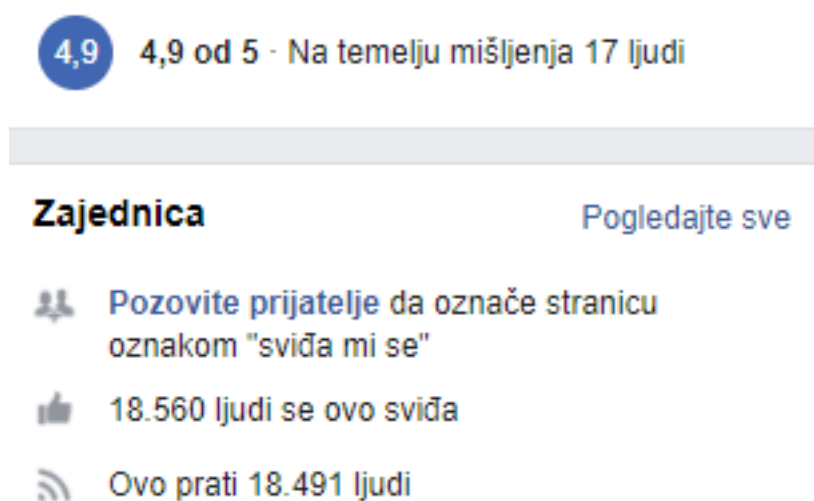 4,9
4,9 od 5 · Na temelju mišljenja 17 ljudi
Zajednica
Pogledajte sve
Pozovite prijatelje da označe stranicu
oznakom "sviđa mi se"
18.560 ljudi se ovo sviđa
Ovo prati 18.491 ljudi